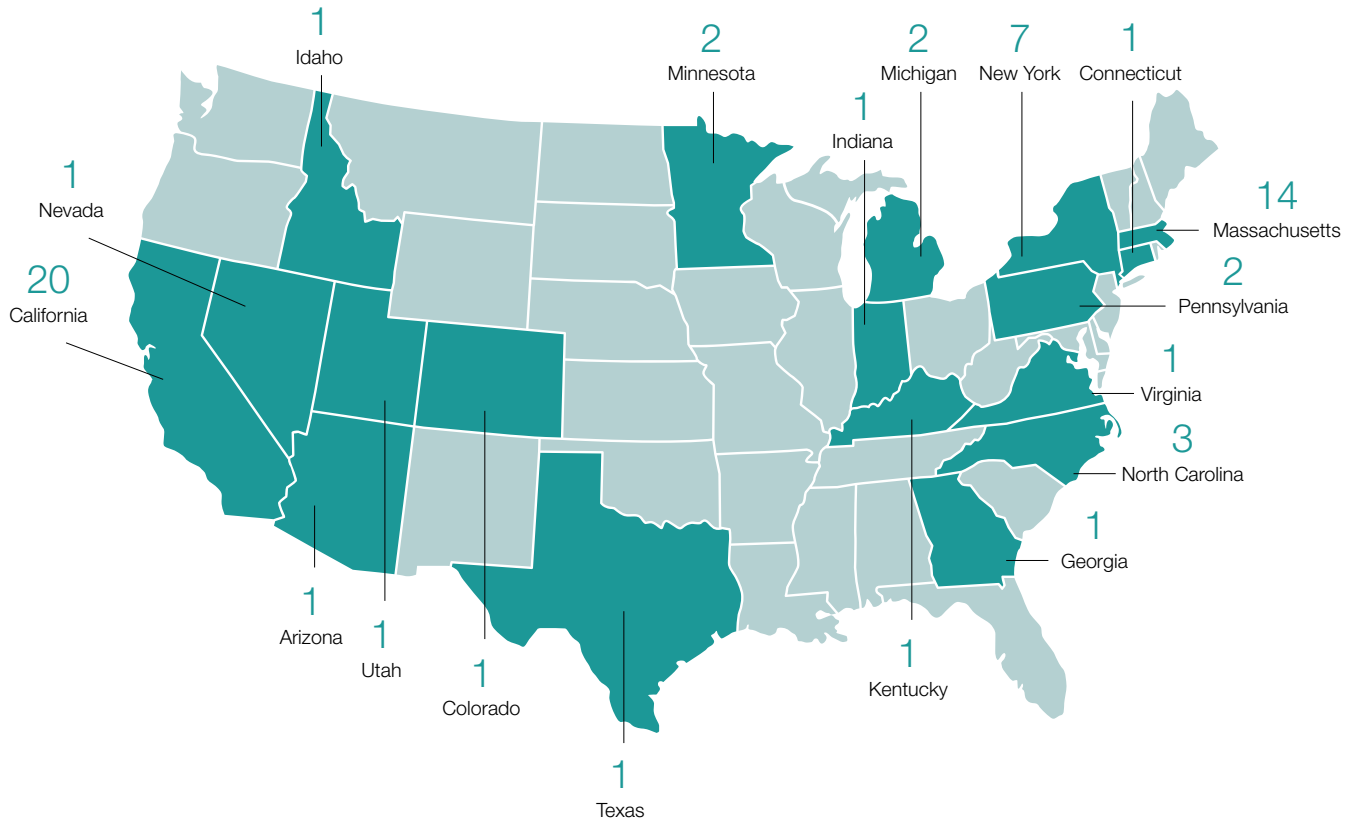 1
Idaho
2
Minnesota
2
Michigan
7
New York
1
Connecticut
1
Indiana
1
Nevada
14
Massachusetts
20
California
2
Pennsylvania
1
Virginia
3
North Carolina
1
Georgia
1
Arizona
1
Utah
1
Colorado
1
Kentucky
1
Texas